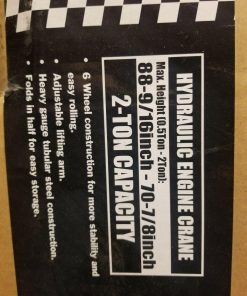 HYDRAULIC ENGINE CRANE
Max. Height (0.5Ton - 2Ton):
88-9/16inch - 70-7/8inch
2-TON CAPACITY
• 6 Wheel construction for more stability and
easy rolling.
• Adjustable lifting arm.
• Heavy gauge tubular steel construction.
• Folds in half for easy storage.